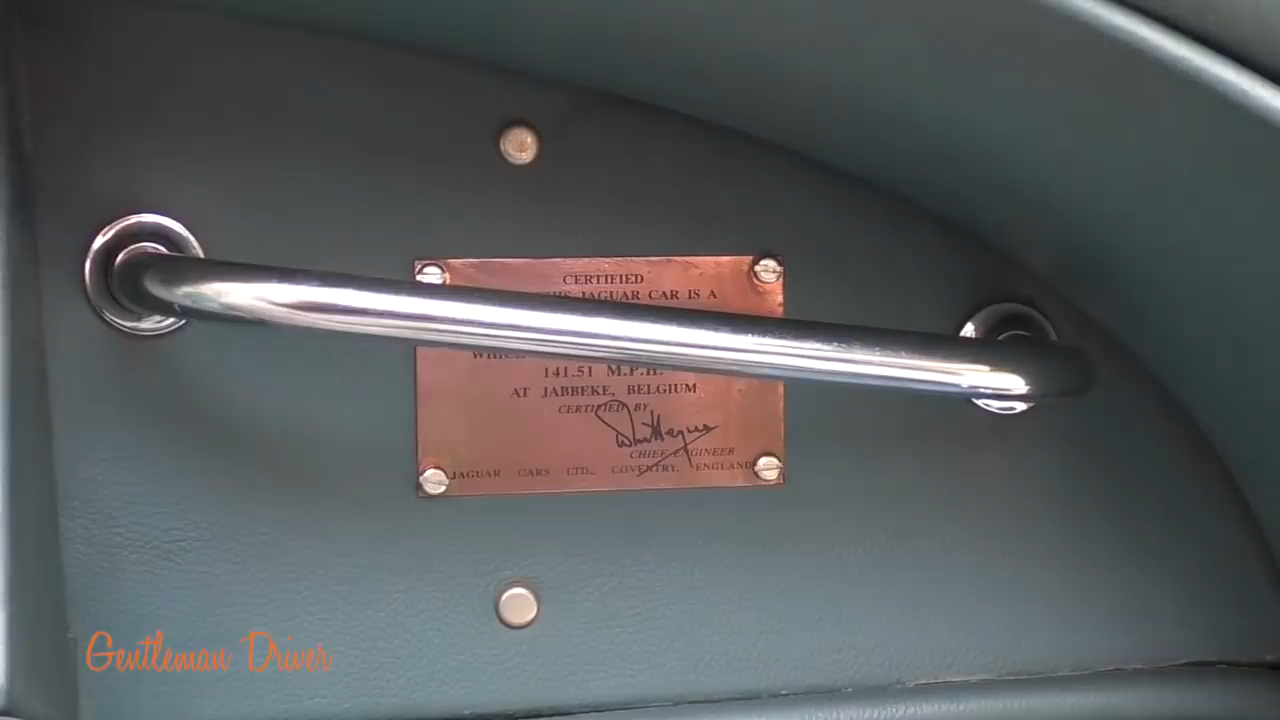 CERTIFIED
JAGUAR CAR IS A
WHICH
141.51 M.P.H.
AT JABBEKE, BELGIUM
CERTIFIED BY
CHIEF ENGINEER
JAGUAR CARS LTD., COVENTRY, ENGLAND
Gentleman Driver